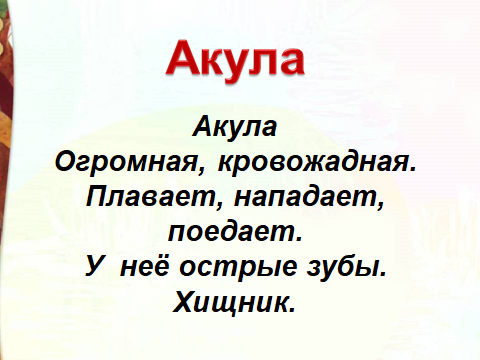 Акула
Акула
Огромная, кровожадная.
Плавает, нападает,
поедает.
У неё острые зубы.
Хищник.